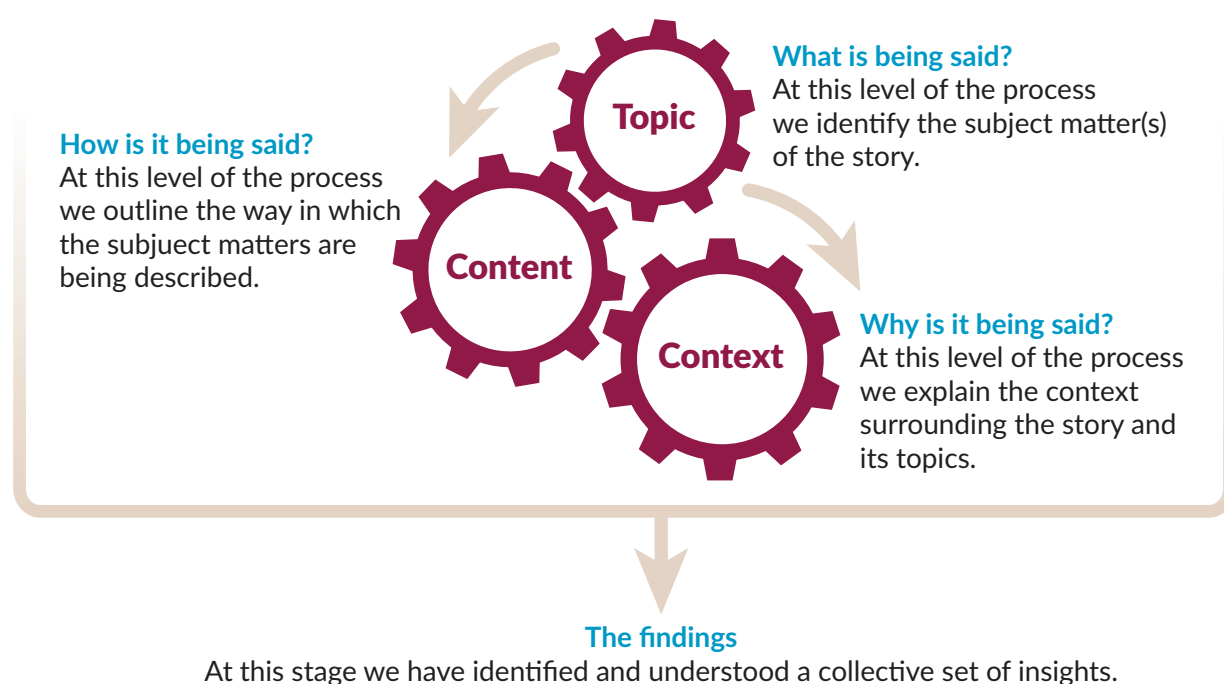 What is being said?
At this level of the process
we identify the subject matter(s)
of the story.
Topic
How is it being said?
At this level of the process
we outline the way in which
the subjuect matters are
being described.
Content
Context
Why is it being said?
At this level of the process
we explain the context
surrounding the story and
its topics.
The findings
At this stage we have identified and understood a collective set of insights.